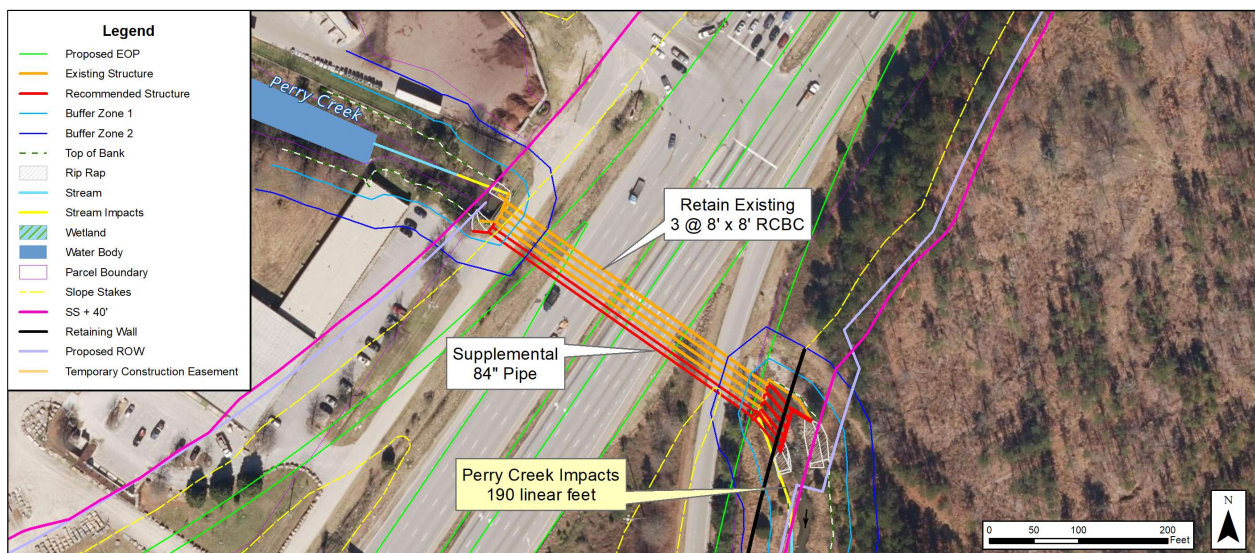 Legend
Proposed EOP
Existing Structure
Recommended Structure
Buffer Zone 1
Buffer Zone 2
Top of Bank
Rip Rap
Stream
Stream Impacts
Wetland
Water Body
Parcel Boundary
Slope Stakes
SS + 40'
Retaining Wall
Proposed ROW
Temporary Construction Easement
Perry Creek
Retain Existing
3 @ 8' x 8' RCBC
Supplemental
84" Pipe
Perry Creek Impacts
190 linear feet
0 50 100 200
Feet
N